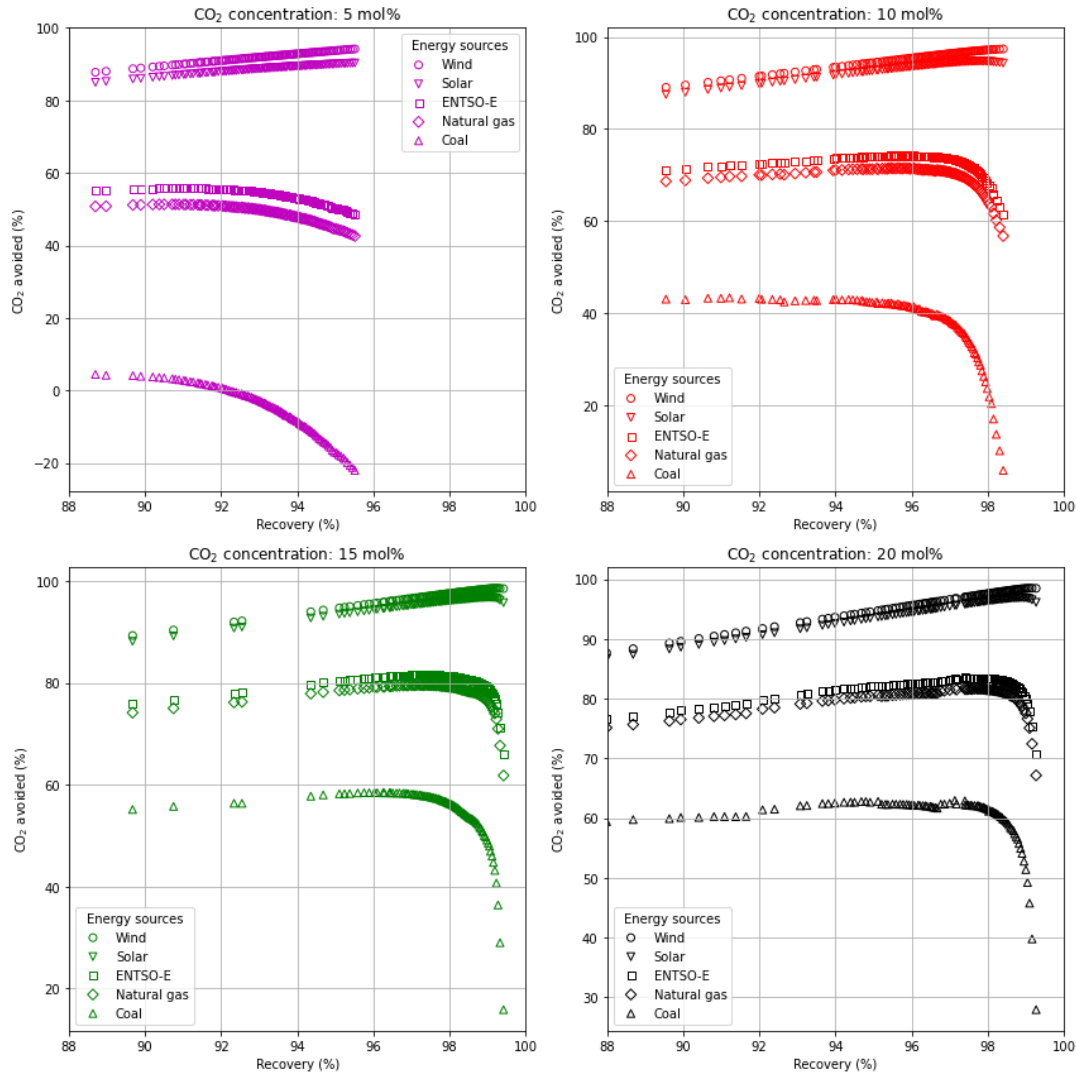 CO₂ concentration: 5 mol%
100
80
60
40
20
0
−20
CO₂ avoided (%)
Energy sources
Wind
Solar
ENTSO-E
Natural gas
Coal
88 90 92 94 96 98 100
Recovery (%)
CO₂ concentration: 10 mol%
100
80
60
40
20
CO₂ avoided (%)
Energy sources
Wind
Solar
ENTSO-E
Natural gas
Coal
88 90 92 94 96 98 100
Recovery (%)
CO₂ concentration: 15 mol%
100
80
60
40
20
CO₂ avoided (%)
Energy sources
Wind
Solar
ENTSO-E
Natural gas
Coal
88 90 92 94 96 98 100
Recovery (%)
CO₂ concentration: 20 mol%
100
90
80
70
60
50
40
30
CO₂ avoided (%)
Energy sources
Wind
Solar
ENTSO-E
Natural gas
Coal
88 90 92 94 96 98 100
Recovery (%)